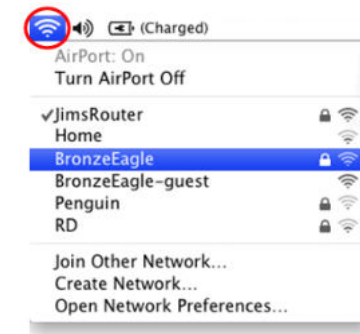 (Charged)
AirPort: On
Turn AirPort Off
✓JimsRouter
Home
BronzeEagle
BronzeEagle-guest
Penguin
RD
Join Other Network...
Create Network...
Open Network Preferences...